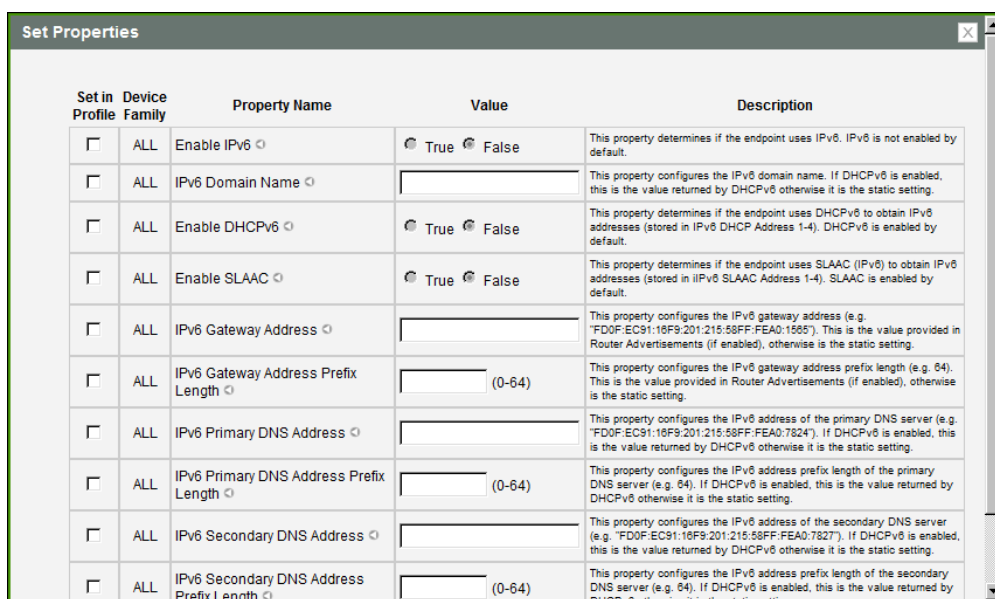 Set Properties
X
Set in Profile
Device Family
Property Name
Value
Description
ALL
Enable IPv6
True False
This property determines if the endpoint uses IPv6. IPv6 is not enabled by
default.
ALL
IPv6 Domain Name
This property configures the IPv6 domain name. If DHCPv6 is enabled,
this is the value returned by DHCPv6 otherwise it is the static setting.
ALL
Enable DHCPv6
True False
This property determines if the endpoint uses DHCPv6 to obtain IPv6
addresses (stored in IPv6 DHCP Address 1-4). DHCPv6 is enabled by
default.
ALL
Enable SLAAC
True False
This property determines if the endpoint uses SLAAC (IPv6) to obtain IPv6
addresses (stored in iIPv6 SLAAC Address 1-4). SLAAC is enabled by
default.
ALL
IPv6 Gateway Address
This property configures the IPv6 gateway address (e.g.
"FD0F:EC91:16F9:201:215:58FF:FEA0:1565"). This is the value provided in
Router Advertisements (if enabled), otherwise is the static setting.
ALL
IPv6 Gateway Address Prefix
Length
(0-64)
This property configures the IPv6 gateway address prefix length (e.g. 64).
This is the value provided in Router Advertisements (if enabled), otherwise
is the static setting.
ALL
IPv6 Primary DNS Address
This property configures the IPv6 address of the primary DNS server (e.g.
"FD0F:EC91:16F9:201:215:58FF:FEA0:7824"). If DHCPv6 is enabled, this
is the value returned by DHCPv6 otherwise it is the static setting.
ALL
IPv6 Primary DNS Address Prefix
Length
(0-64)
This property configures the IPv6 address prefix length of the primary
DNS server (e.g. 64). If DHCPv6 is enabled, this is the value returned by
DHCPv6 otherwise it is the static setting.
ALL
IPv6 Secondary DNS Address
This property configures the IPv6 address of the secondary DNS server
(e.g. "FD0F:EC91:16F9:201:215:58FF:FEA0:7827"). If DHCPv6 is enabled,
this is the value returned by DHCPv6 otherwise it is the static setting.
ALL
IPv6 Secondary DNS Address
Prefix Length
(0-64)
This property configures the IPv6 address prefix length of the secondary
DNS server (e.g. 64). If DHCPv6 is enabled, this is the value returned by